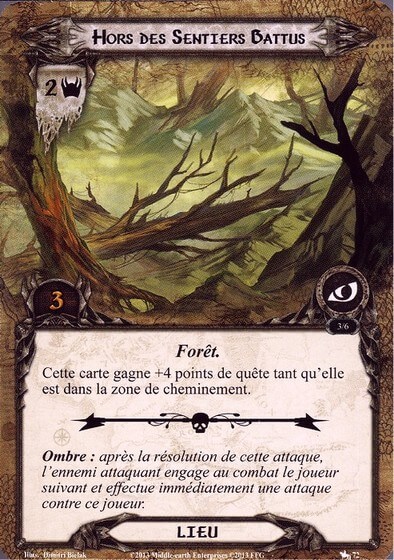 Hors des Sentiers Battus
2
3
3/6
Forêt.
Cette carte gagne +4 points de quête tant qu'elle
est dans la zone de cheminement.
Ombre : après la résolution de cette attaque,
l'ennemi attaquant engage au combat le joueur
suivant et effectue immédiatement une attaque
contre ce joueur.
LIEU
Illus. Dimitri Bielak ©2013 Middle-earth Enterprises ©2013 FFG 72